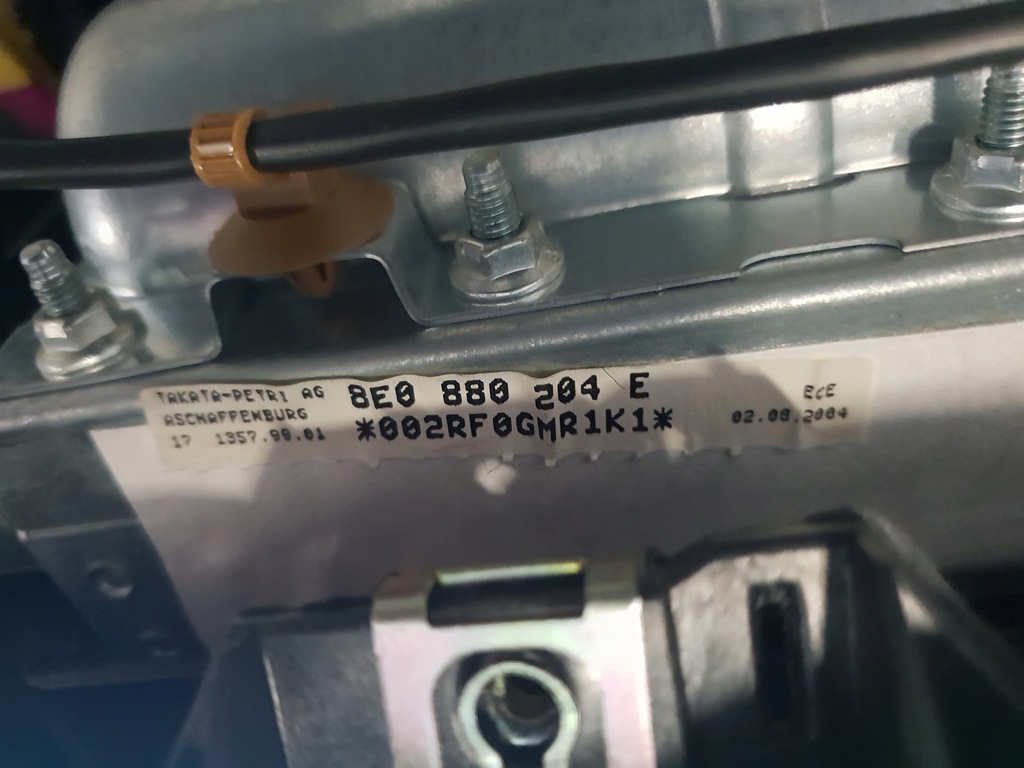 TAKATA-PETRI AG
ASCHAFFENBURG
17 1357.99.01
8E0 880 204 E
*002RF0GMR1K1*
ECE
02.08.2004